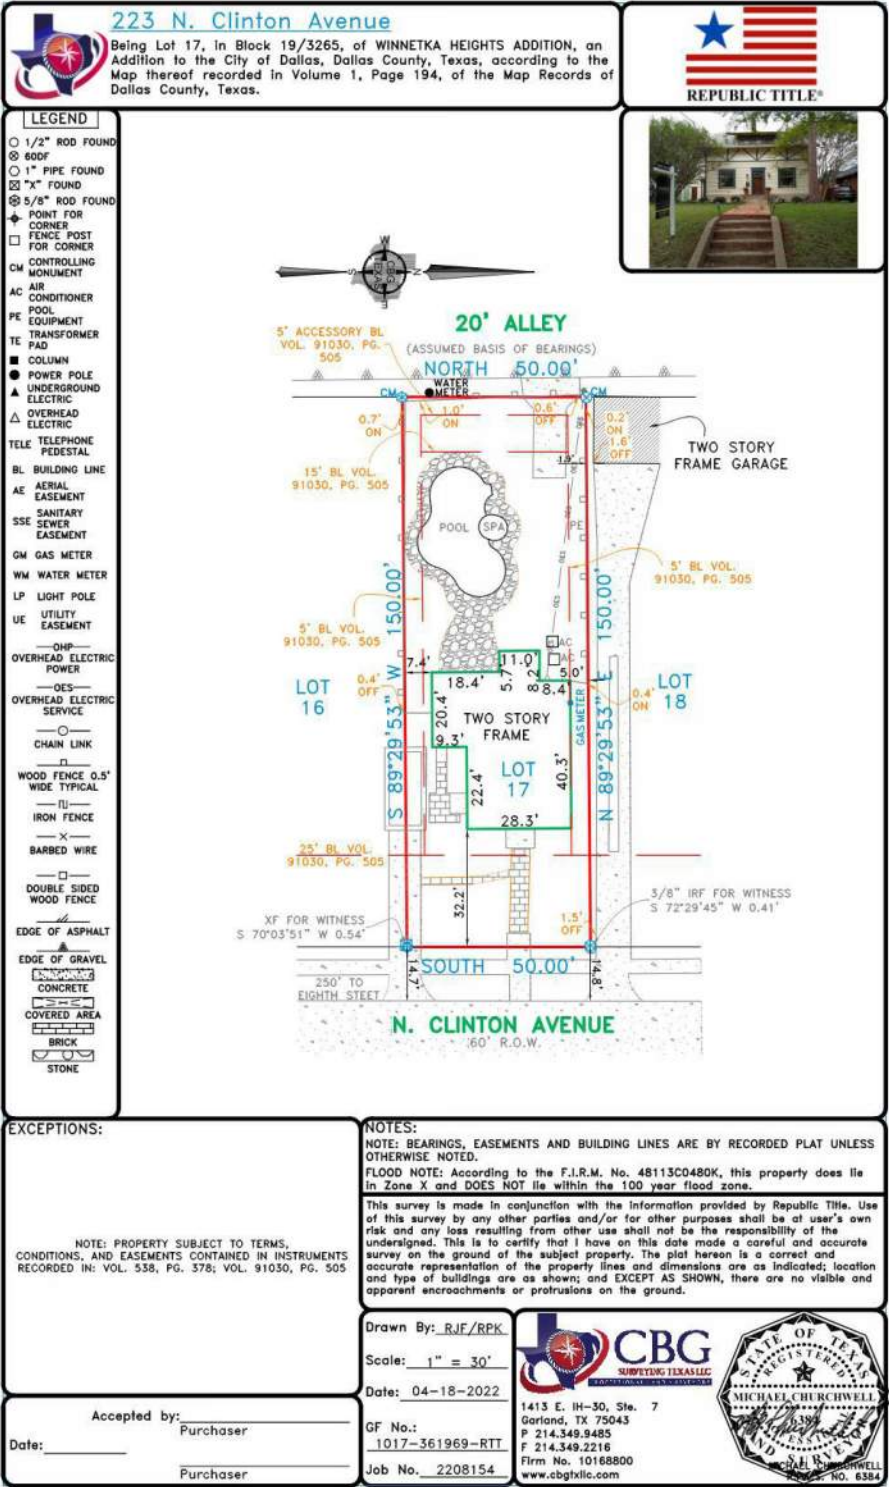 223 N. Clinton Avenue
Being Lot 17, in Block 19/3265, of WINNETKA HEIGHTS ADDITION, an
Addition to the City of Dallas, Dallas County, Texas, according to the
Map thereof recorded in Volume 1, Page 194, of the Map Records of
Dallas County, Texas.
REPUBLIC TITLE®
LEGEND
1/2" ROD FOUND
60DF
1" PIPE FOUND
"X" FOUND
5/8" ROD FOUND
POINT FOR
CORNER
FENCE POST
FOR CORNER
CM CONTROLLING
MONUMENT
AC AIR
CONDITIONER
PE POOL
EQUIPMENT
TE TRANSFORMER
PAD
COLUMN
POWER POLE
UNDERGROUND
ELECTRIC
OVERHEAD
ELECTRIC
TELE TELEPHONE
PEDESTAL
BL BUILDING LINE
AE AERIAL
EASEMENT
SSE SANITARY
SEWER
EASEMENT
GM GAS METER
WM WATER METER
LP LIGHT POLE
UE UTILITY
EASEMENT
OHP
OVERHEAD ELECTRIC
POWER
OES
OVERHEAD ELECTRIC
SERVICE
CHAIN LINK
WOOD FENCE 0.5'
WIDE TYPICAL
IRON FENCE
BARBED WIRE
DOUBLE SIDED
WOOD FENCE
EDGE OF ASPHALT
EDGE OF GRAVEL
CONCRETE
COVERED AREA
BRICK
STONE
W
S N
CBG
TEXAS
E
20' ALLEY
(ASSUMED BASIS OF BEARINGS)
NORTH 50.00'
5' ACCESSORY BL
VOL. 91030, PG.
505
WATER
METER
CM
CM
0.7'
ON
1.0'
ON
0.6'
OFF
0.2'
ON
1.6'
OFF
TWO STORY
FRAME GARAGE
15' BL VOL.
91030, PG. 505
1.9'
OES
POOL
SPA
PE
OES
OES
5' BL VOL.
91030, PG. 505
S 89°29'53" W 150.00'
N 89°29'53" E 150.00'
5' BL VOL.
91030, PG. 505
AC
AC
7.4'
11.0'
5.0'
18.4'
5.7'
8.2'
8.4'
LOT
16
0.4'
OFF
0.4'
ON
LOT
18
20.4'
TWO STORY
FRAME
GAS METER
9.3'
LOT
17
22.4'
40.3'
28.3'
25' BL VOL.
91030, PG. 505
32.2'
3/8" IRF FOR WITNESS
S 72°29'45" W 0.41'
XF FOR WITNESS
S 70°03'51" W 0.54'
1.5'
OFF
SOUTH 50.00'
14.7'
14.8'
250' TO
EIGHTH STEET
N. CLINTON AVENUE
60' R.O.W.
EXCEPTIONS:
NOTE: PROPERTY SUBJECT TO TERMS,
CONDITIONS, AND EASEMENTS CONTAINED IN INSTRUMENTS
RECORDED IN: VOL. 538, PG. 378; VOL. 91030, PG. 505
NOTES:
NOTE: BEARINGS, EASEMENTS AND BUILDING LINES ARE BY RECORDED PLAT UNLESS
OTHERWISE NOTED.
FLOOD NOTE: According to the F.I.R.M. No. 48113C0480K, this property does lie
in Zone X and DOES NOT lie within the 100 year flood zone.
This survey is made in conjunction with the information provided by Republic Title. Use
of this survey by any other parties and/or for other purposes shall be at user's own
risk and any loss resulting from other use shall not be the responsibility of the
undersigned. This is to certify that I have on this date made a careful and accurate
survey on the ground of the subject property. The plat hereon is a correct and
accurate representation of the property lines and dimensions are as indicated; location
and type of buildings are as shown; and EXCEPT AS SHOWN, there are no visible and
apparent encroachments or protrusions on the ground.
Accepted by:
Purchaser
Date:
Purchaser
Drawn By: RJF/RPK
Scale: 1" = 30'
Date: 04-18-2022
GF No.:
1017-361969-RTT
Job No. 2208154
CBG
SURVEYING TEXAS LLC
1413 E. IH-30, Ste. 7
Garland, TX 75043
P 214.349.9485
F 214.349.2216
Firm No. 10168800
www.cbgtxllc.com
STATE OF TEXAS
REGISTERED
MICHAEL CHURCHWELL
6384
LAND SURVEYOR
MICHAEL CHURCHWELL
R.P.L.S. NO. 6384